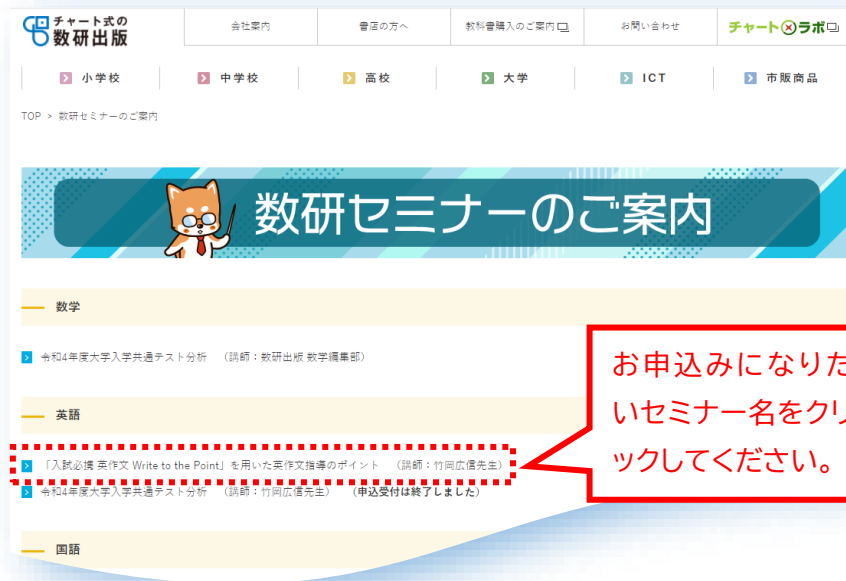 チャート式の
数研出版
会社案内
書店の方へ
教科書購入のご案内
お問い合わせ
チャート×ラボ
小学校
中学校
高校
大学
ICT
市販商品
TOP > 数研セミナーのご案内
数研セミナーのご案内
数学
令和4年度大学入学共通テスト分析 （講師：数研出版 数学編集部）
お申込みになりた
いセミナー名をクリ
ックしてください。
英語
「入試必携 英作文 Write to the Point」を用いた英作文指導のポイント （講師：竹岡広信先生）
令和4年度大学入学共通テスト分析 （講師：竹岡広信先生） （申込受付は終了しました）
国語